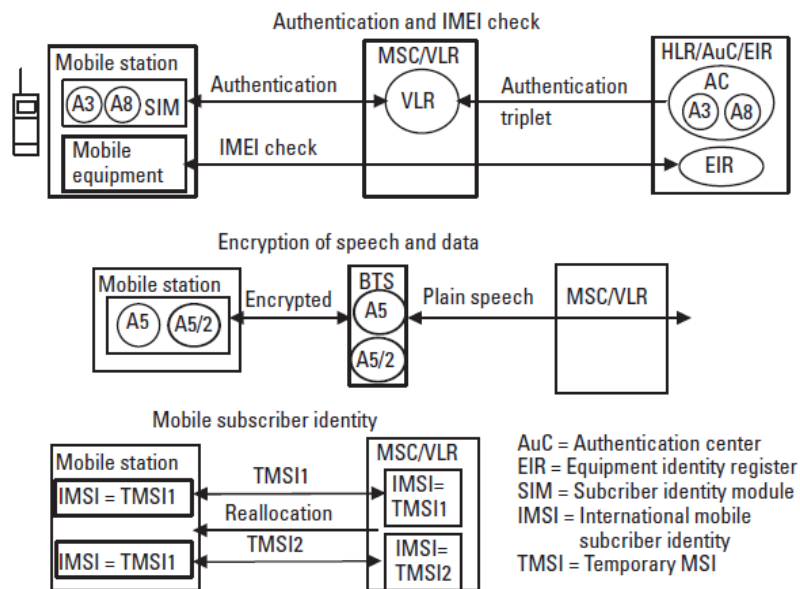 Authentication and IMEI check
Mobile station
A3 A8 SIM
Mobile
equipment
Authentication
IMEI check
MSC/VLR
VLR
Authentication
triplet
HLR/AuC/EIR
AC
A3 A8
EIR
Encryption of speech and data
Mobile station
A5 A5/2
Encrypted
BTS
A5
A5/2
Plain speech
MSC/VLR
Mobile subscriber identity
Mobile station
IMSI = TMSI1
IMSI = TMSI1
TMSI1
Reallocation
TMSI2
MSC/VLR
IMSI=
TMSI1
IMSI=
TMSI2
AuC = Authentication center
EIR = Equipment identity register
SIM = Subcriber identity module
IMSI = International mobile
subcriber identity
TMSI = Temporary MSI